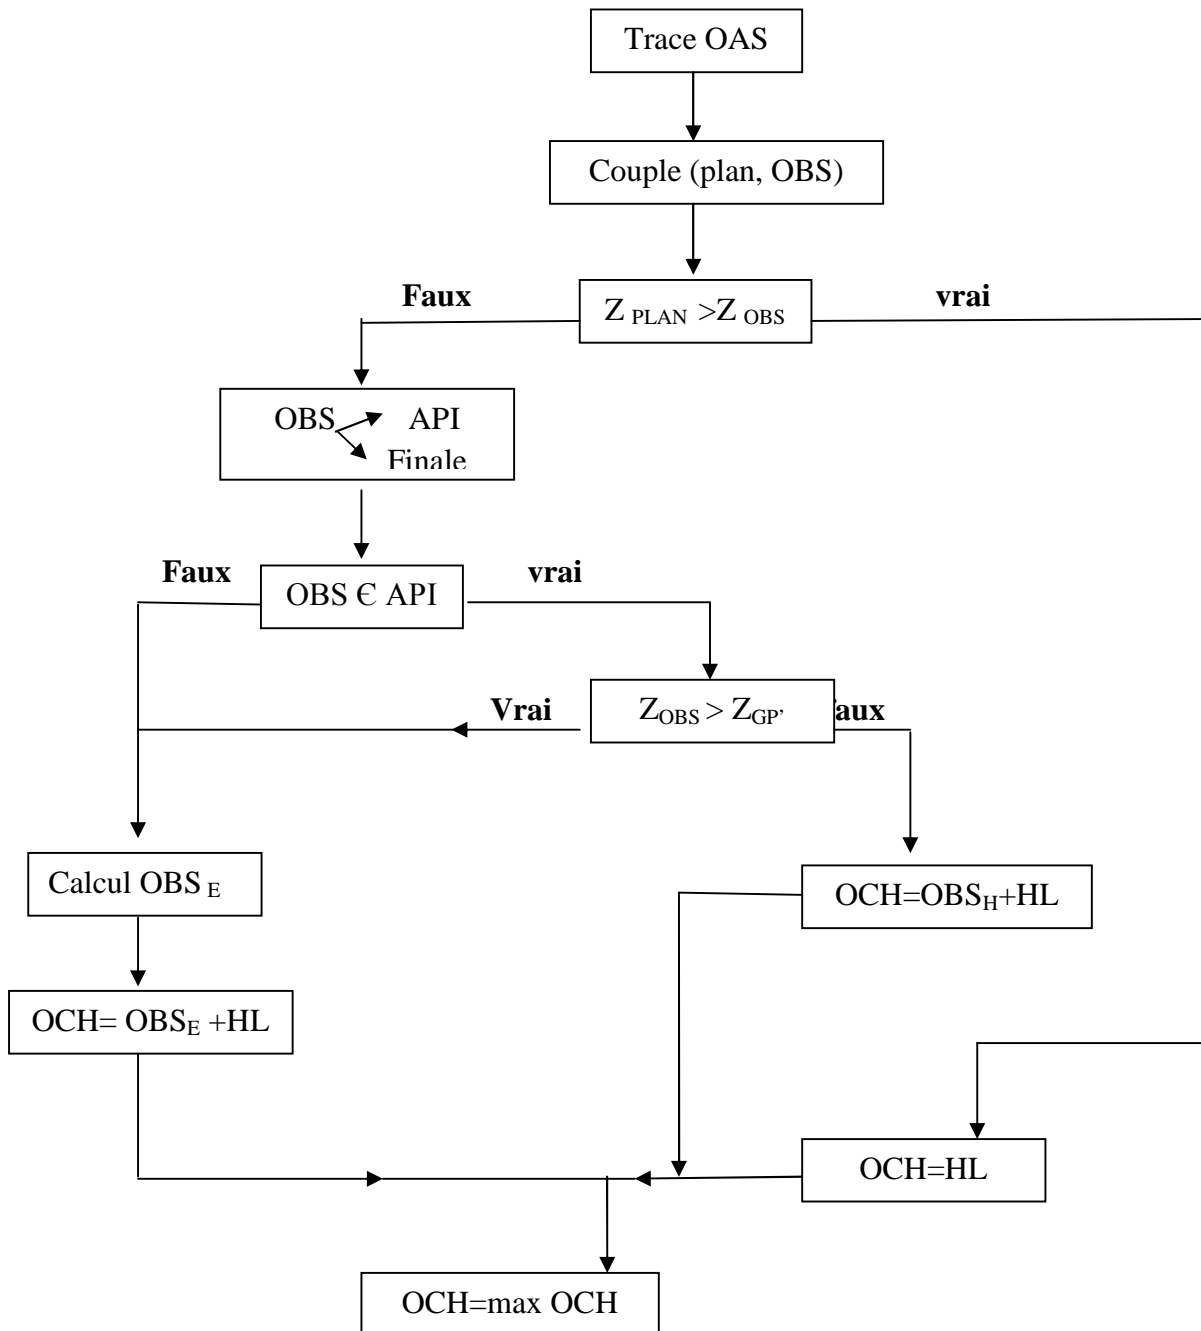 Trace OAS
Couple (plan, OBS)
Faux
vrai
Z PLAN >Z OBS
OBS API
Finale
Faux
vrai
OBS Є API
Vrai
ZOBS > ZGP’
aux
Calcul OBS E
OCH=OBSH+HL
OCH= OBSE +HL
OCH=HL
OCH=max OCH